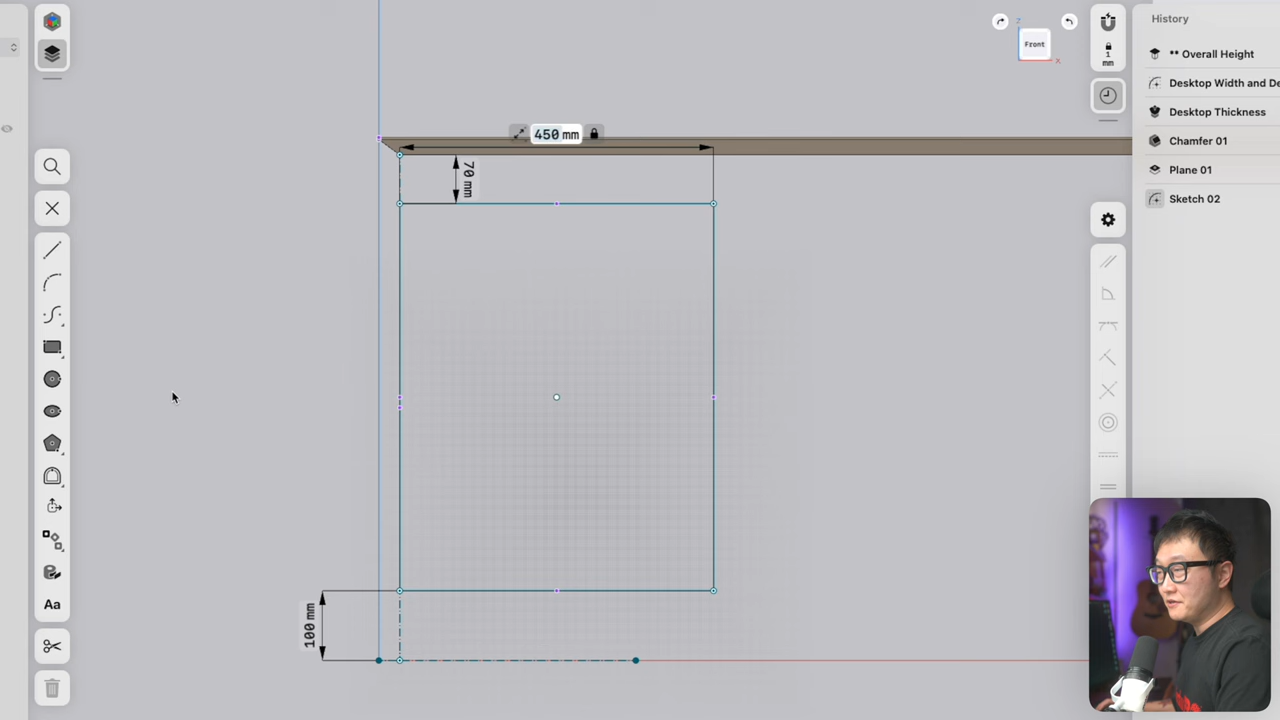 Z
Front
X
1
mm
History
** Overall Height
Desktop Width and De
Desktop Thickness
Chamfer 01
Plane 01
Sketch 02
450 mm
70 mm
100 mm
Aa